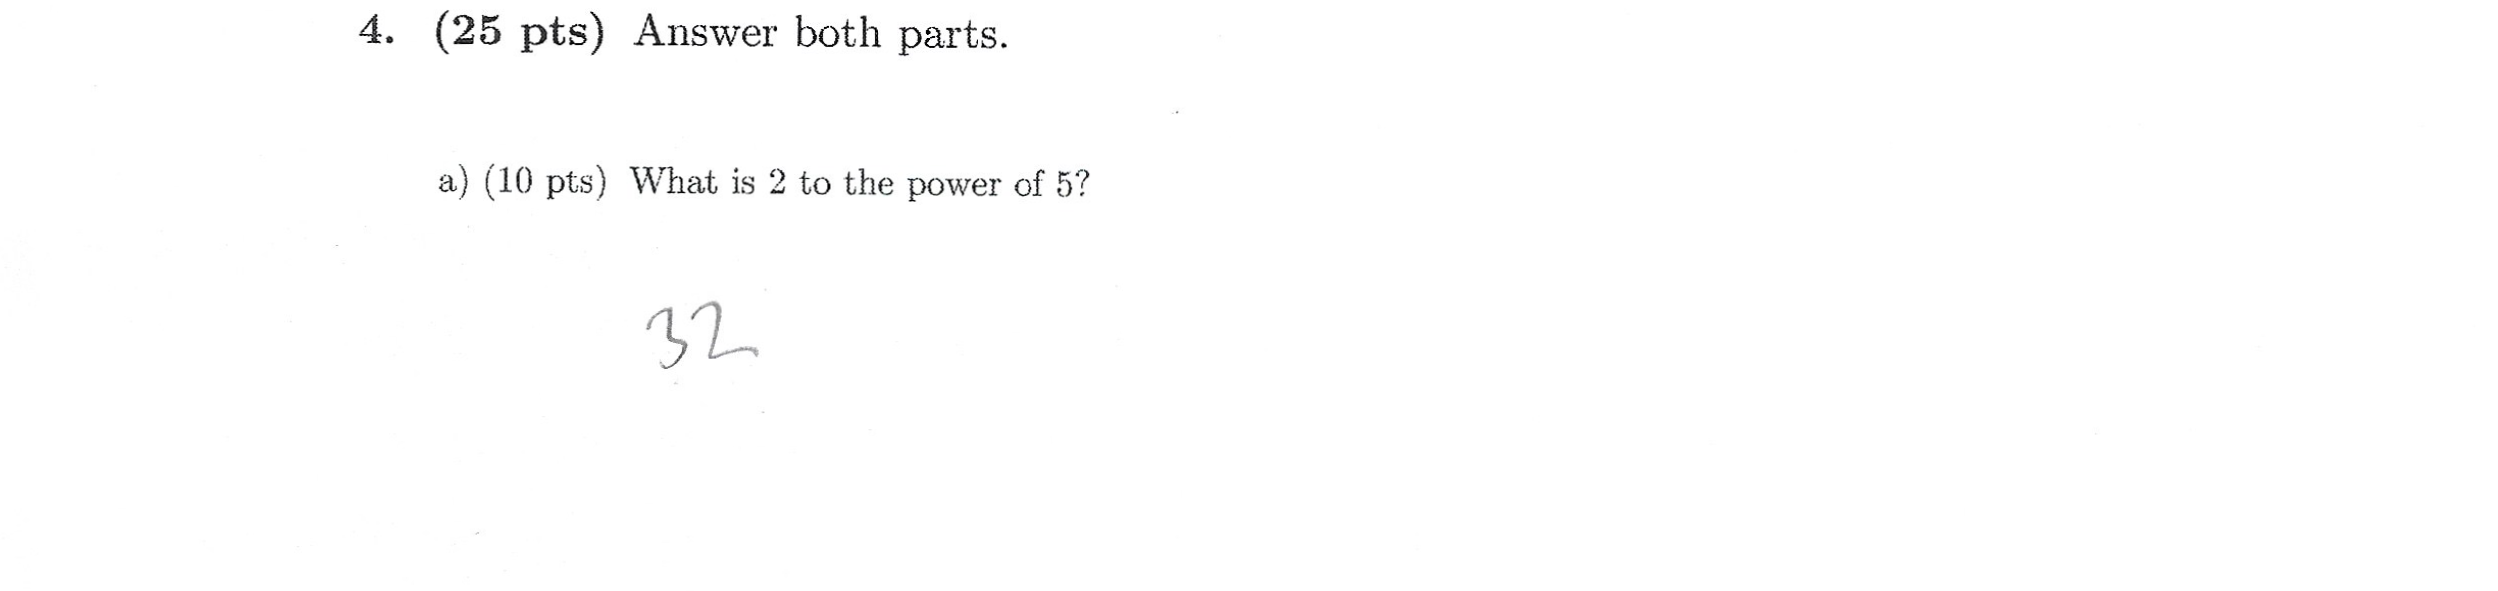 4. (25 pts) Answer both parts.
a) (10 pts) What is 2 to the power of 5?
32